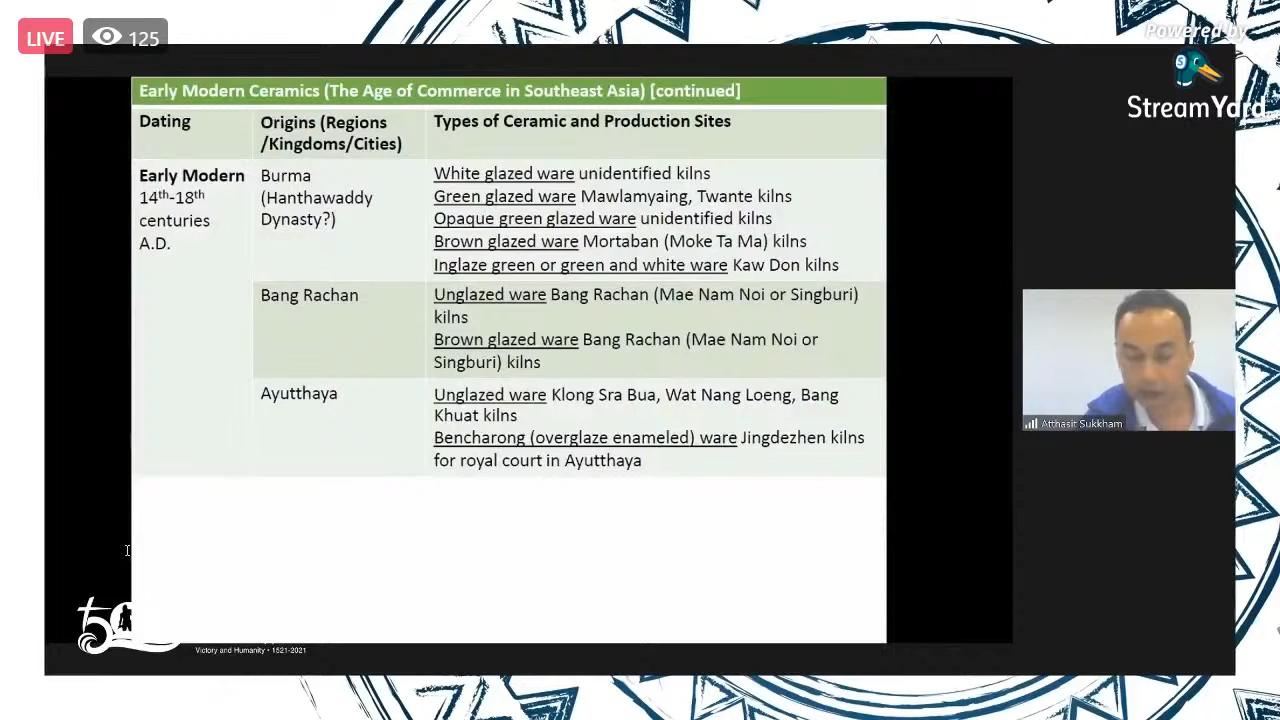 LIVE
125
Powered by
StreamYard
Early Modern Ceramics (The Age of Commerce in Southeast Asia) [continued]
Dating
Origins (Regions
/Kingdoms/Cities)
Types of Ceramic and Production Sites
Early Modern
14th-18th
centuries
A.D.
Burma
(Hanthawaddy
Dynasty?)
White glazed ware unidentified kilns
Green glazed ware Mawlamyaing, Twante kilns
Opaque green glazed ware unidentified kilns
Brown glazed ware Mortaban (Moke Ta Ma) kilns
Inglaze green or green and white ware Kaw Don kilns
Bang Rachan
Unglazed ware Bang Rachan (Mae Nam Noi or Singburi)
kilns
Brown glazed ware Bang Rachan (Mae Nam Noi or
Singburi) kilns
Ayutthaya
Unglazed ware Klong Sra Bua, Wat Nang Loeng, Bang
Khuat kilns
Bencharong (overglaze enameled) ware Jingdezhen kilns
for royal court in Ayutthaya
Atthasit Sukkham
Victory and Humanity • 1521-2021